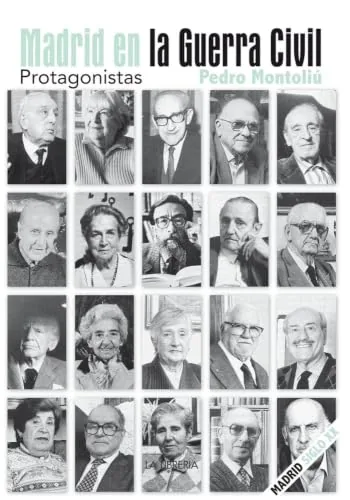 Madrid en la Guerra Civil
Protagonistas
Pedro Montoliú
LA LIBRERÍA
MADRID SIGLO XX